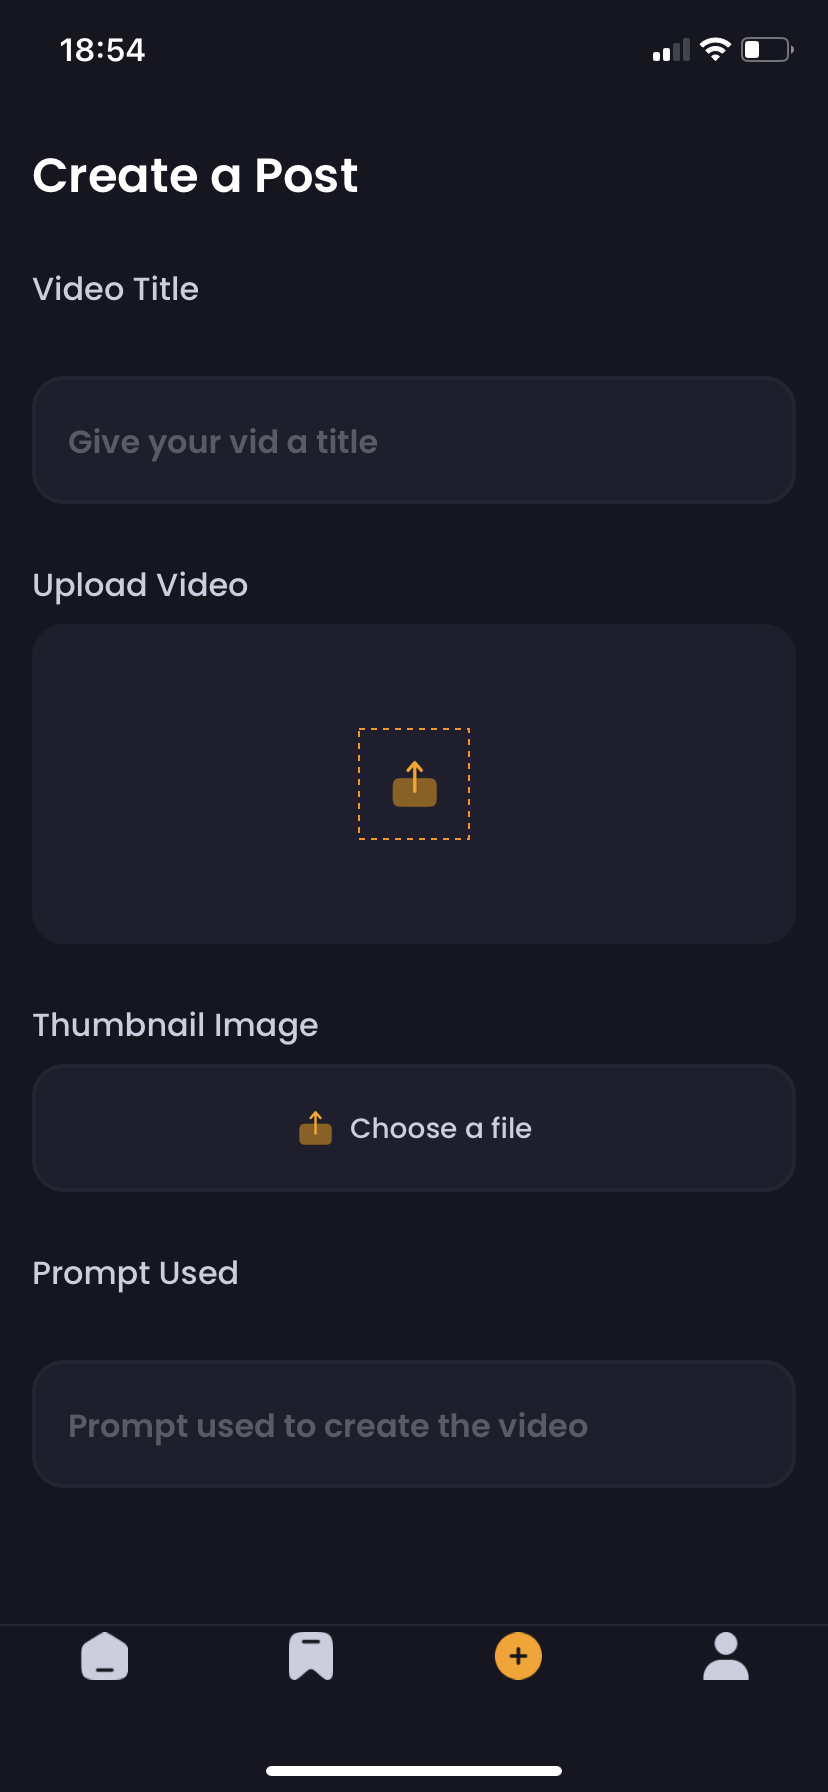 18:54
Create a Post
Video Title
Give your vid a title
Upload Video
Thumbnail Image
Choose a file
Prompt Used
Prompt used to create the video